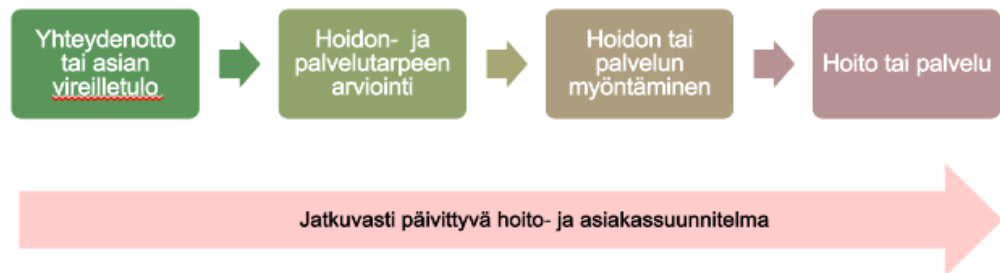 Yhteydenotto
tai asian
vireilletulo
Hoidon- ja
palvelutarpeen
arviointi
Hoidon tai
palvelun
myöntäminen
Hoito tai palvelu
Jatkuvasti päivittyvä hoito- ja asiakassuunnitelma